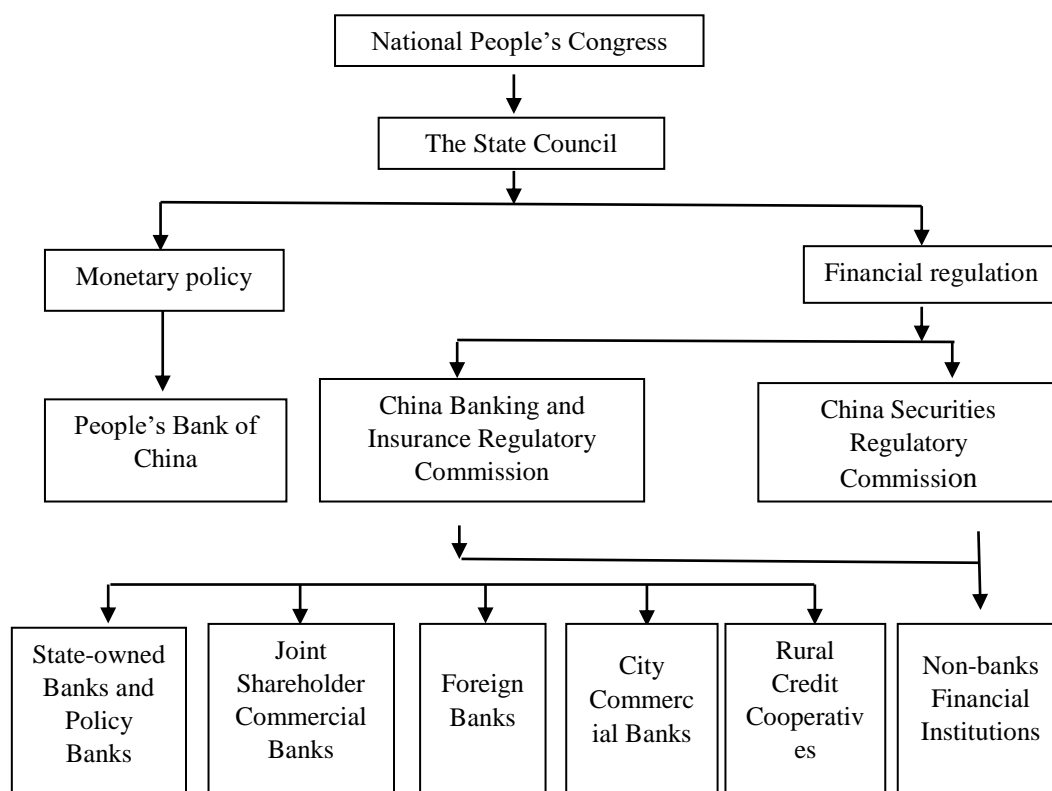 National People’s Congress
The State Council
Monetary policy
Financial regulation
People’s Bank of
China
China Banking and
Insurance Regulatory
Commission
China Securities
Regulatory
Commission
State-owned
Banks and
Policy
Banks
Joint
Shareholder
Commercial
Banks
Foreign
Banks
City
Commerc
ial Banks
Rural
Credit
Cooperativ
es
Non-banks
Financial
Institutions